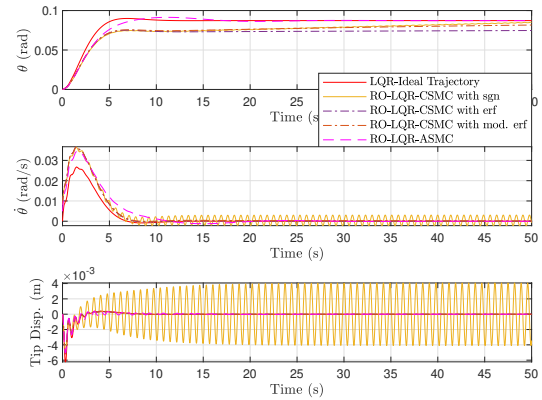 0.1
0.05
0
θ (rad)
0 5 10 15 20 25 30 35 40 45 50
Time (s)
LQR-Ideal Trajectory
RO-LQR-CSMC with sgn
RO-LQR-CSMC with erf
RO-LQR-CSMC with mod. erf
RO-LQR-ASMC
0.03
0.02
0.01
0
θ̇ (rad/s)
0 5 10 15 20 25 30 35 40 45 50
Time (s)
×10⁻³
4
2
0
-2
-4
-6
Tip Disp. (m)
0 5 10 15 20 25 30 35 40 45 50
Time (s)